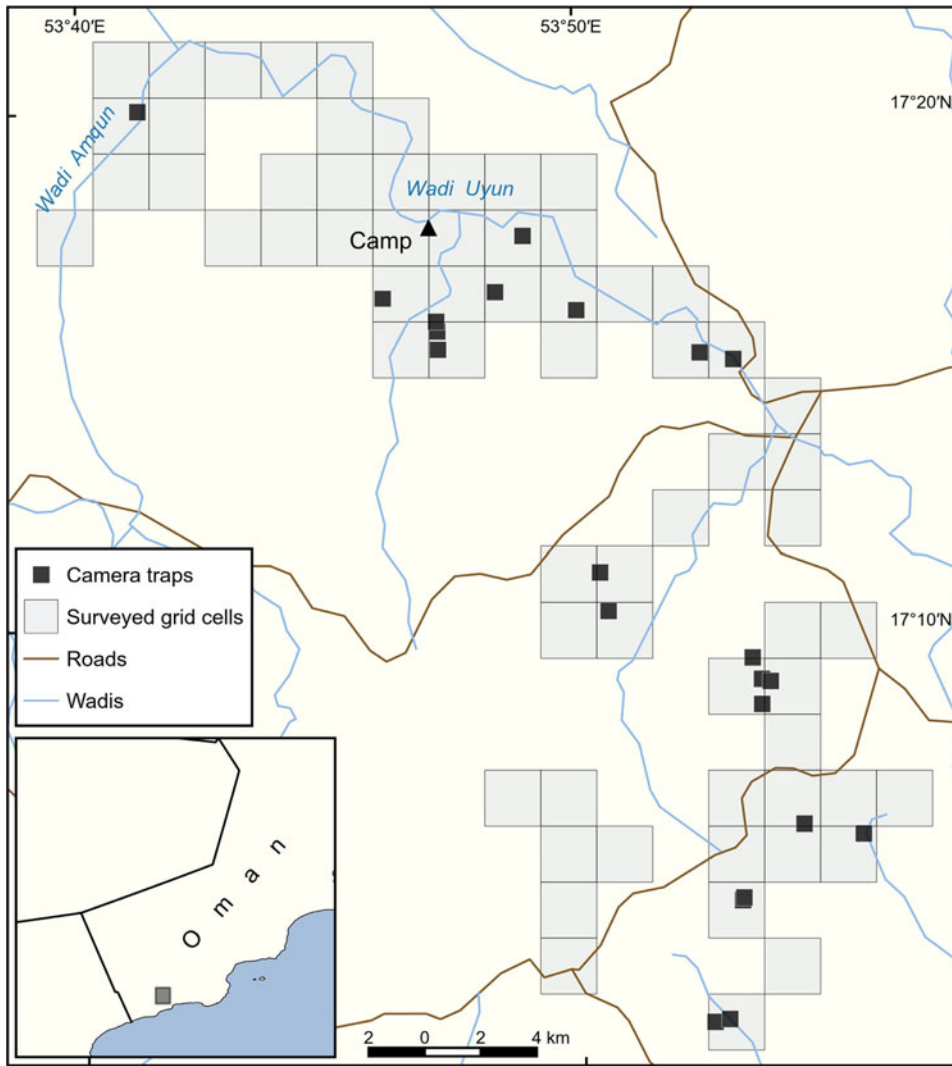 53°40'E
53°50'E
17°20'N
Wadi Amqun
Wadi Uyun
Camp
Camera traps
Surveyed grid cells
17°10'N
Roads
Wadis
Oman
2 0 2 4 km